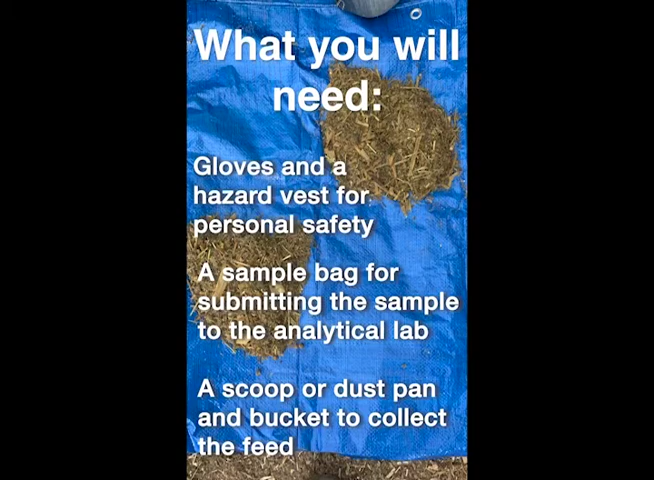 What you will
need:
Gloves and a
hazard vest for
personal safety
A sample bag for
submitting the sample
to the analytical lab
A scoop or dust pan
and bucket to collect
the feed